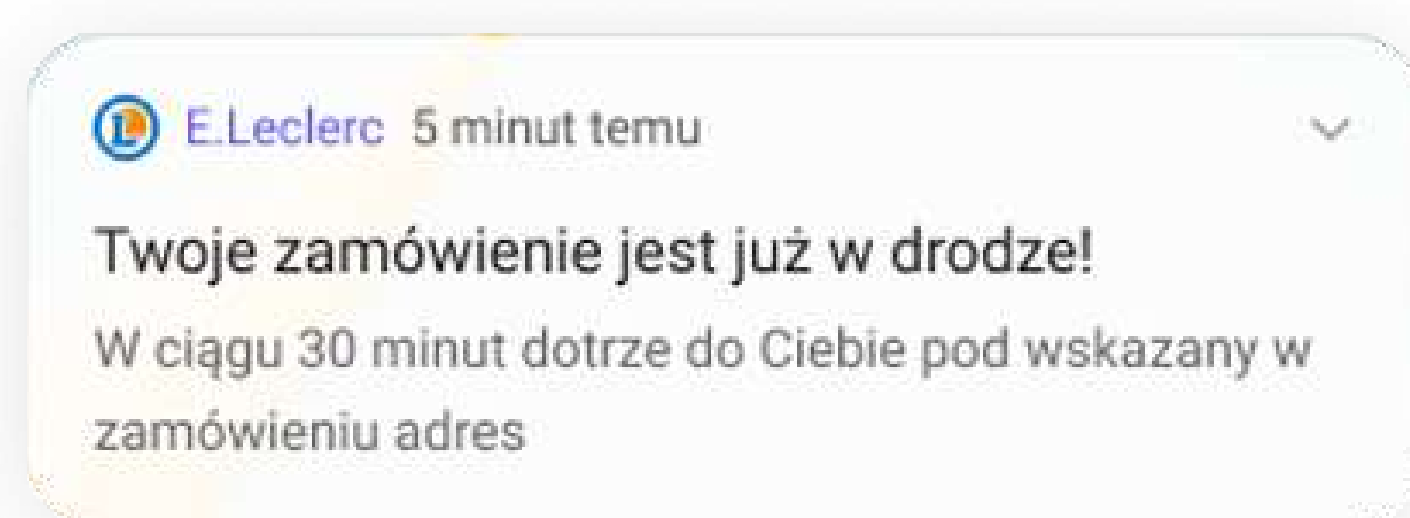 E.Leclerc 5 minut temu
Twoje zamówienie jest już w drodze!
W ciągu 30 minut dotrze do Ciebie pod wskazany w
zamówieniu adres